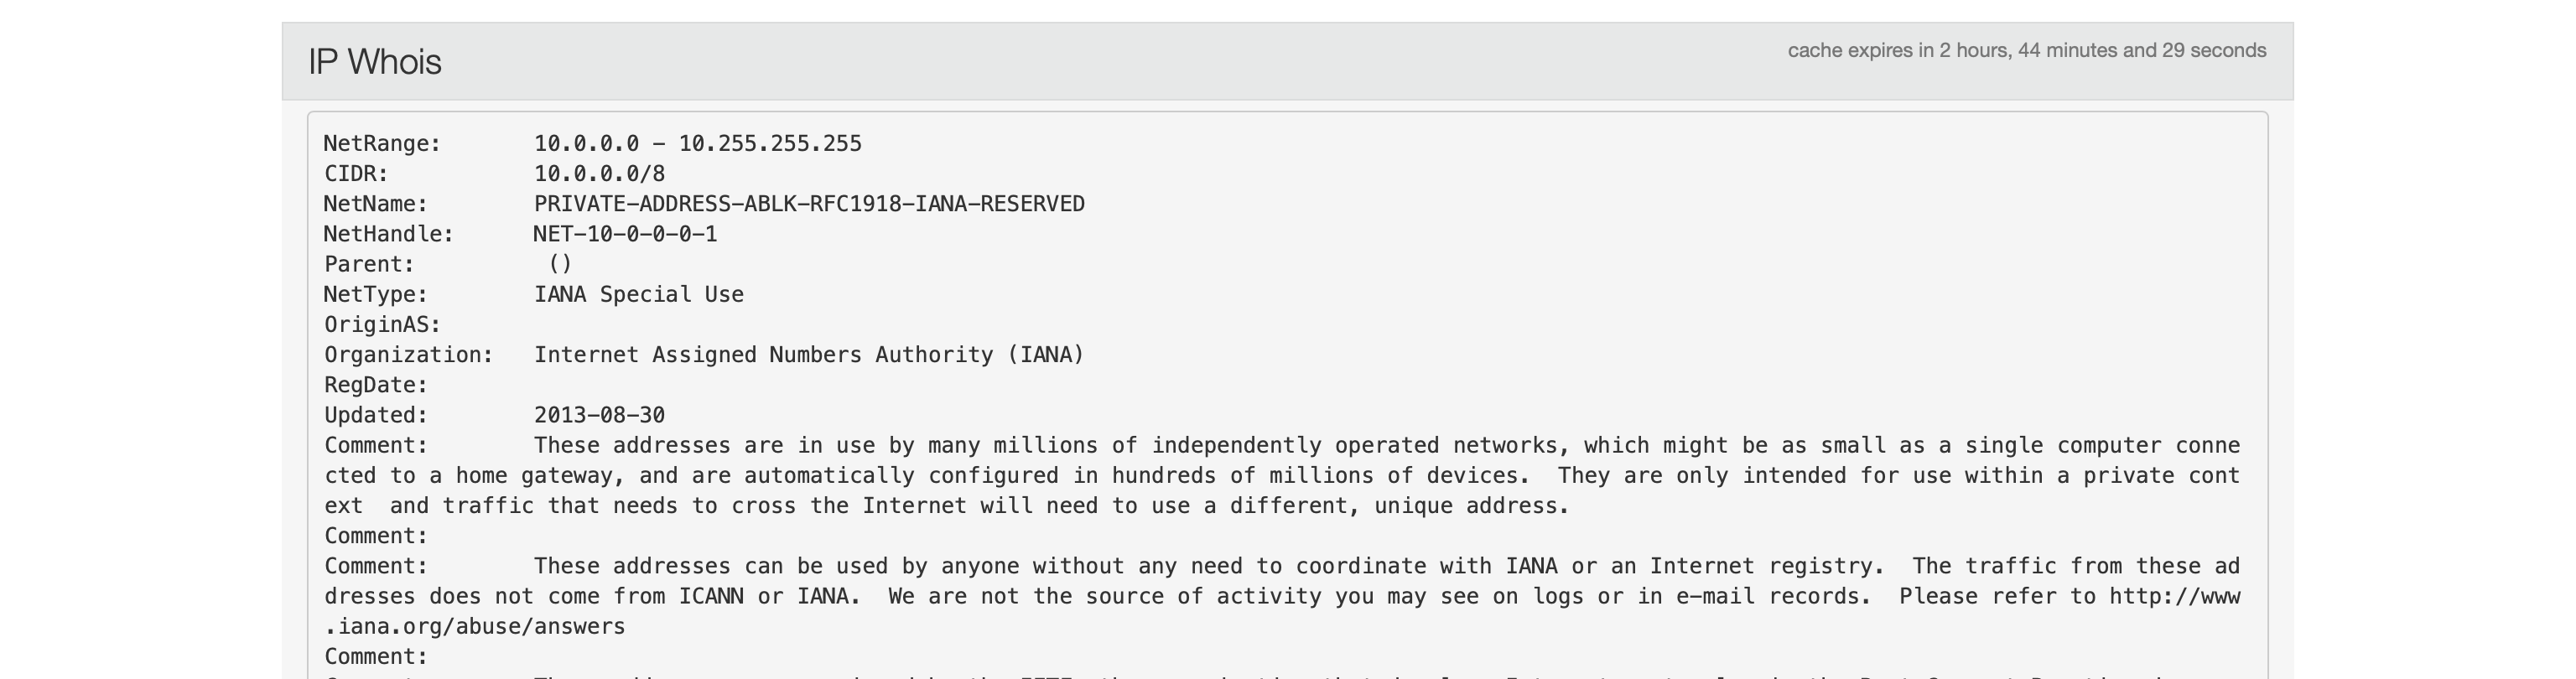 IP Whois
cache expires in 2 hours, 44 minutes and 29 seconds
NetRange:       10.0.0.0 – 10.255.255.255
CIDR:           10.0.0.0/8
NetName:        PRIVATE–ADDRESS–ABLK–RFC1918–IANA–RESERVED
NetHandle:      NET–10–0–0–0–1
Parent:          ()
NetType:        IANA Special Use
OriginAS:
Organization:   Internet Assigned Numbers Authority (IANA)
RegDate:
Updated:        2013–08–30
Comment:        These addresses are in use by many millions of independently operated networks, which might be as small as a single computer conne
cted to a home gateway, and are automatically configured in hundreds of millions of devices.  They are only intended for use within a private cont
ext  and traffic that needs to cross the Internet will need to use a different, unique address.
Comment:
Comment:        These addresses can be used by anyone without any need to coordinate with IANA or an Internet registry.  The traffic from these ad
dresses does not come from ICANN or IANA.  We are not the source of activity you may see on logs or in e–mail records.  Please refer to http://www
.iana.org/abuse/answers
Comment: